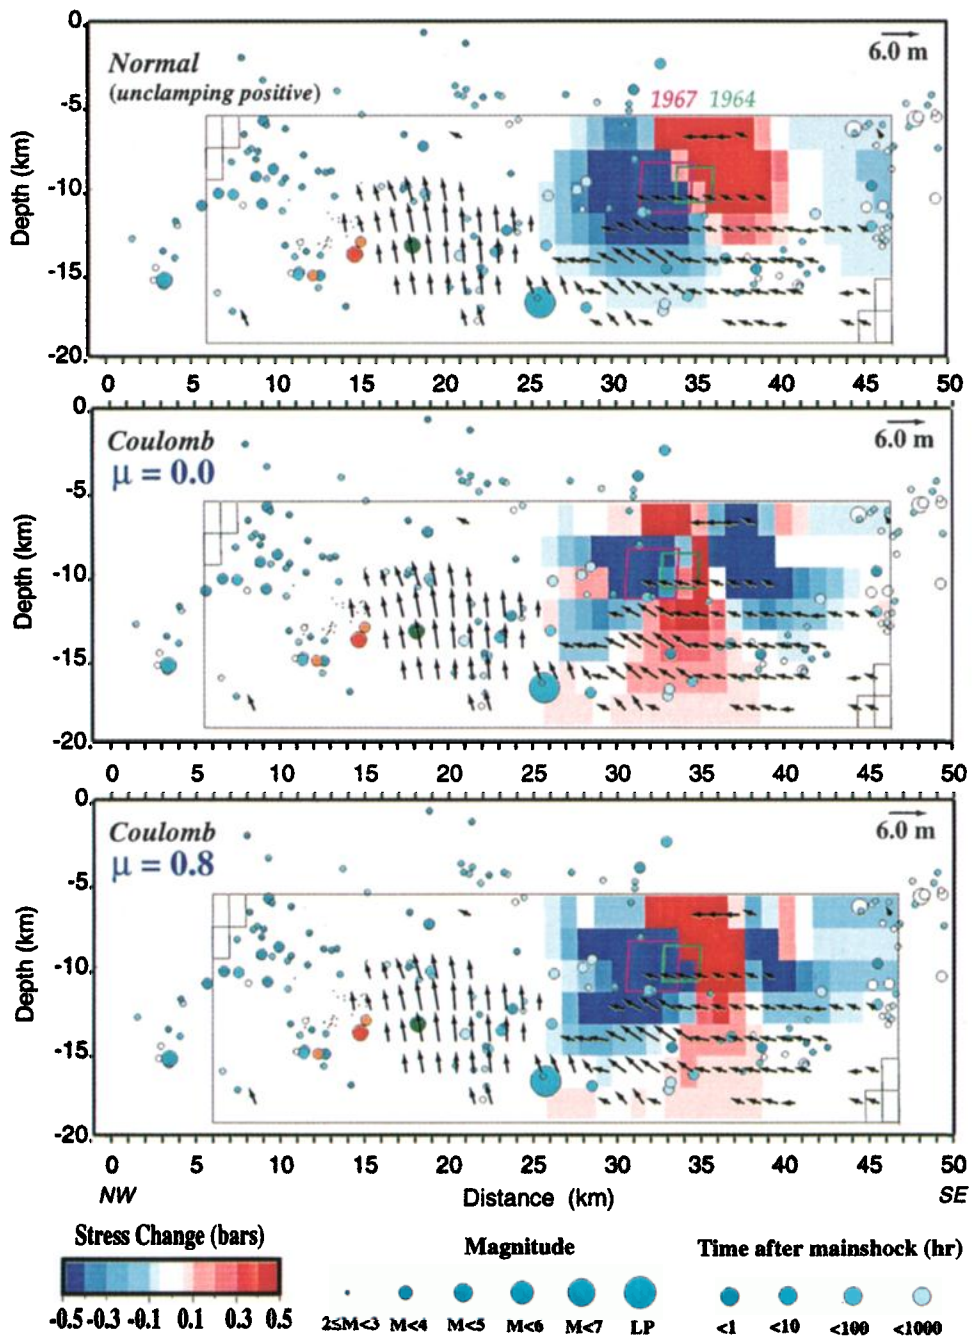 0.
Normal
(unclamping positive)
6.0 m
-5.
1967 1964
Depth (km)
-10.
-15.
-20.
0 5 10 15 20 25 30 35 40 45 50
0.
Coulomb
μ = 0.0
6.0 m
-5.
Depth (km)
-10.
-15.
-20.
0 5 10 15 20 25 30 35 40 45 50
0.
Coulomb
μ = 0.8
6.0 m
-5.
Depth (km)
-10.
-15.
-20.
0 5 10 15 20 25 30 35 40 45 50
NW Distance (km) SE
Stress Change (bars)
-0.5 -0.3 -0.1 0.1 0.3 0.5
Magnitude
2≤M<3 M<4 M<5 M<6 M<7 LP
Time after mainshock (hr)
<1 <10 <100 <1000